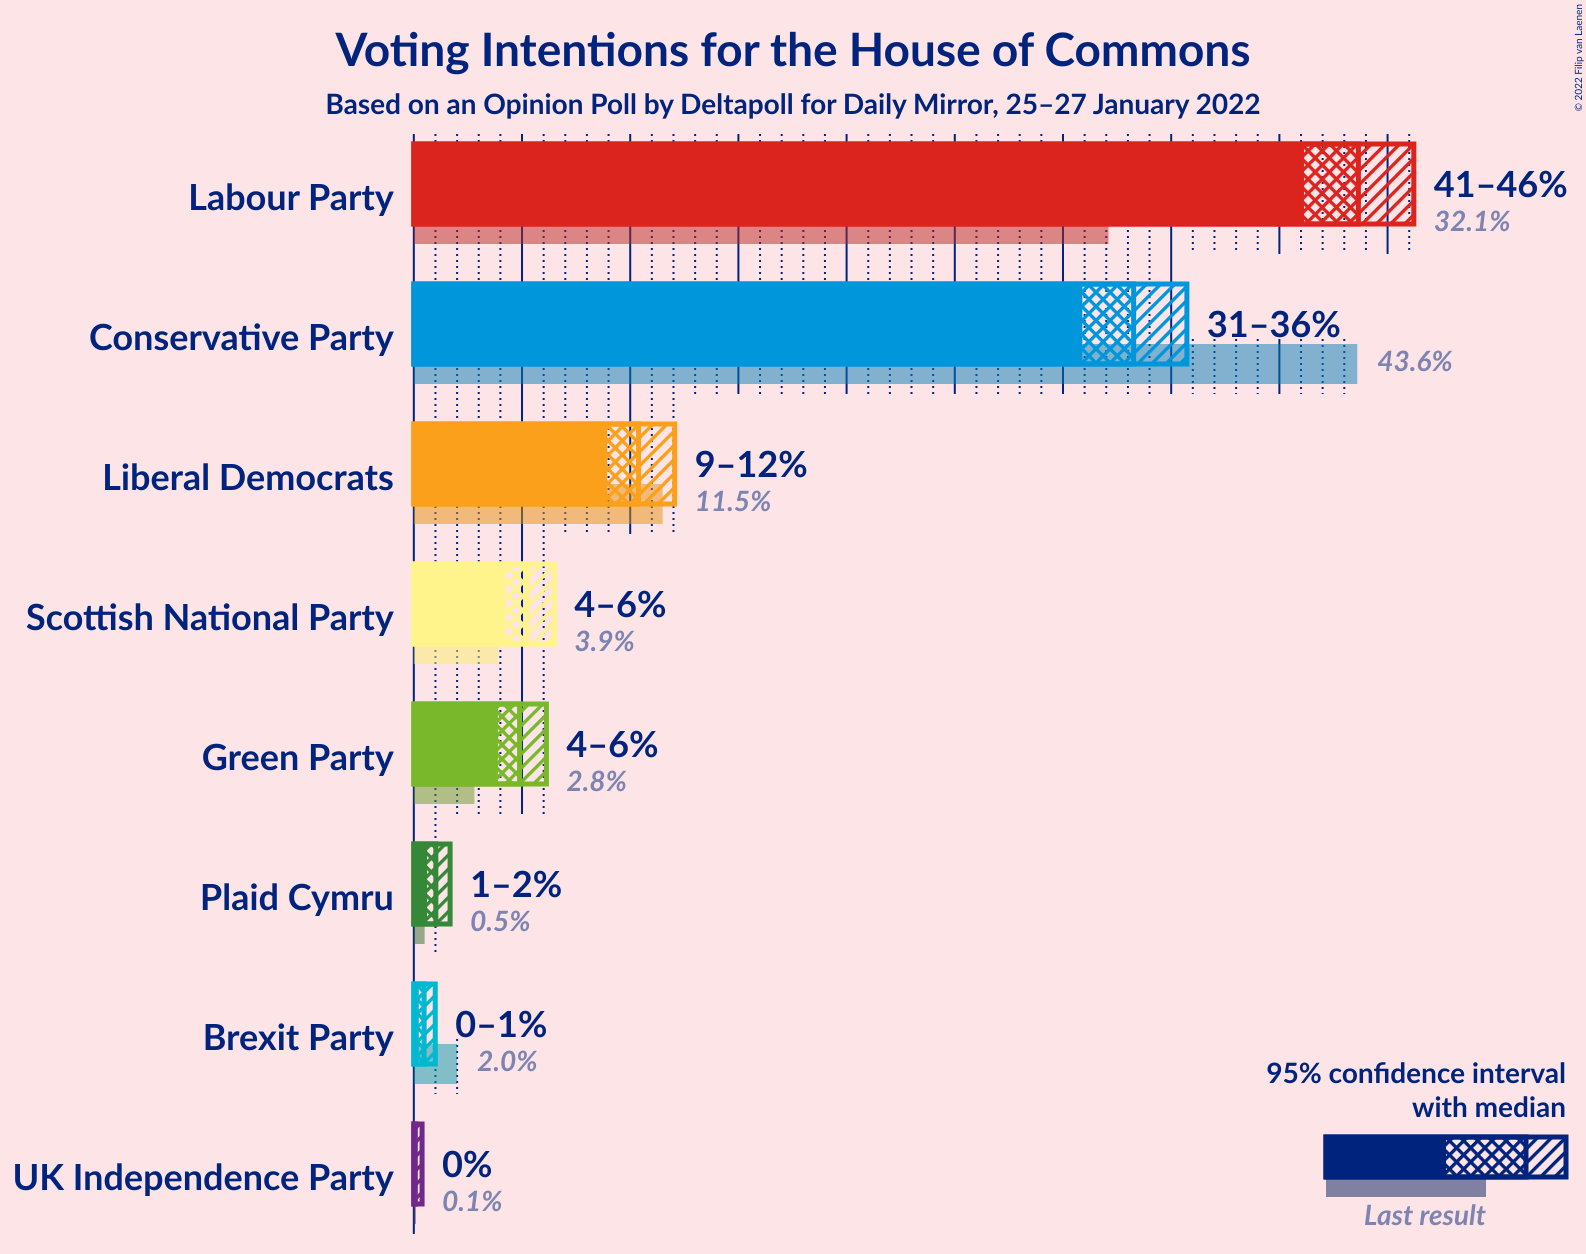 Voting Intentions for the House of Commons
Based on an Opinion Poll by Deltapoll for Daily Mirror, 25–27 January 2022
© 2022 Filip van Laenen
Labour Party
41–46%
32.1%
Conservative Party
31–36%
43.6%
Liberal Democrats
9–12%
11.5%
Scottish National Party
4–6%
3.9%
Green Party
4–6%
2.8%
Plaid Cymru
1–2%
0.5%
Brexit Party
0–1%
2.0%
UK Independence Party
0%
0.1%
95% confidence interval
with median
Last result